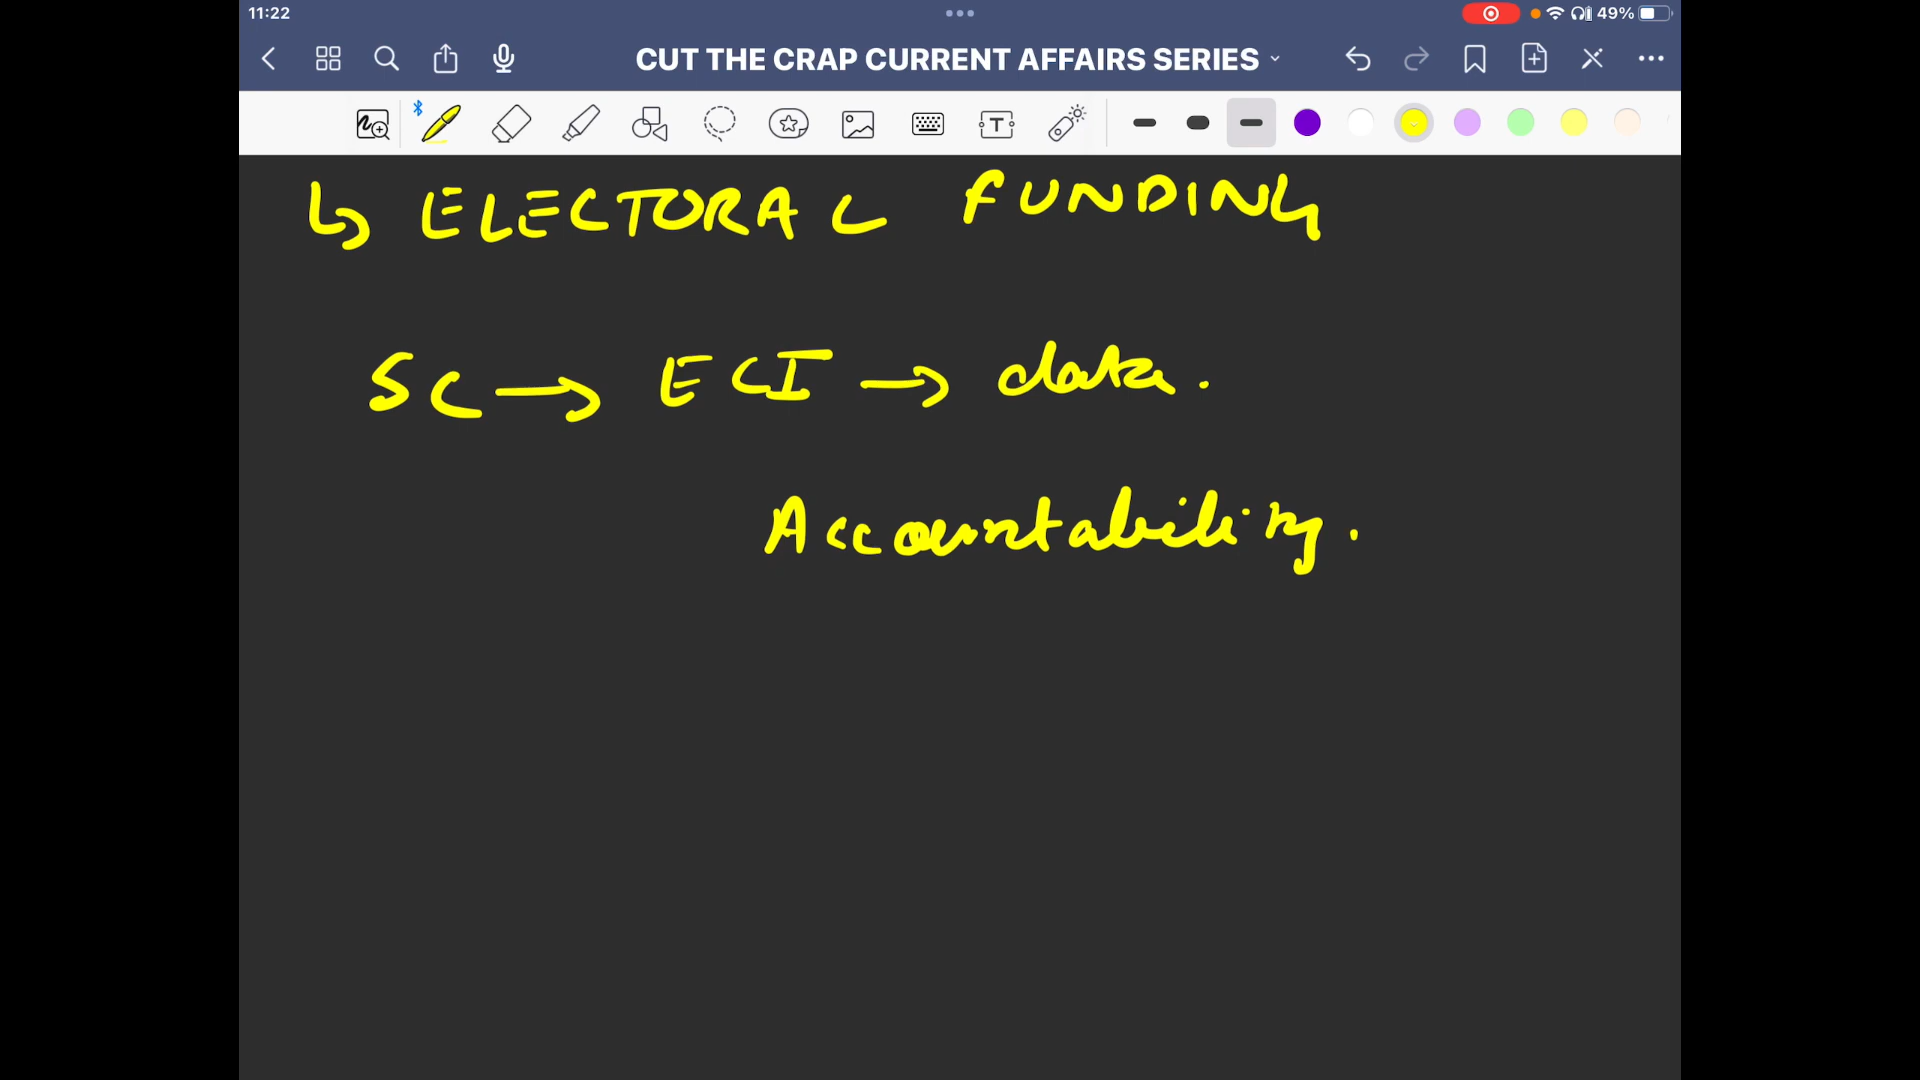 11:22
49%
CUT THE CRAP CURRENT AFFAIRS SERIES
↳ ELECTORAL FUNDING
SC → ECI → data.
Accountability.